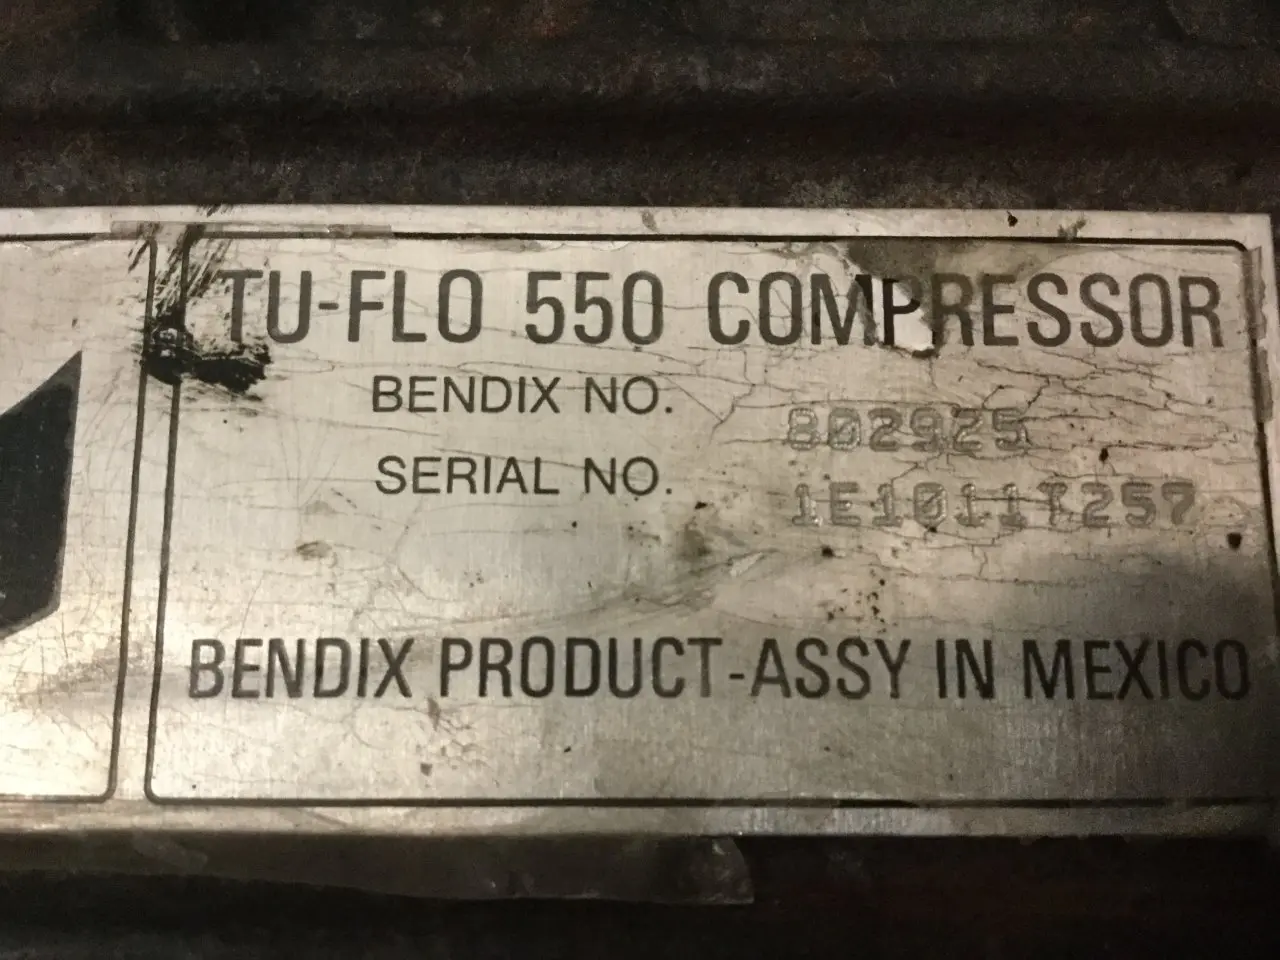 TU-FLO 550 COMPRESSOR
BENDIX NO. 802925
SERIAL NO. 1E1011T257
BENDIX PRODUCT-ASSY IN MEXICO